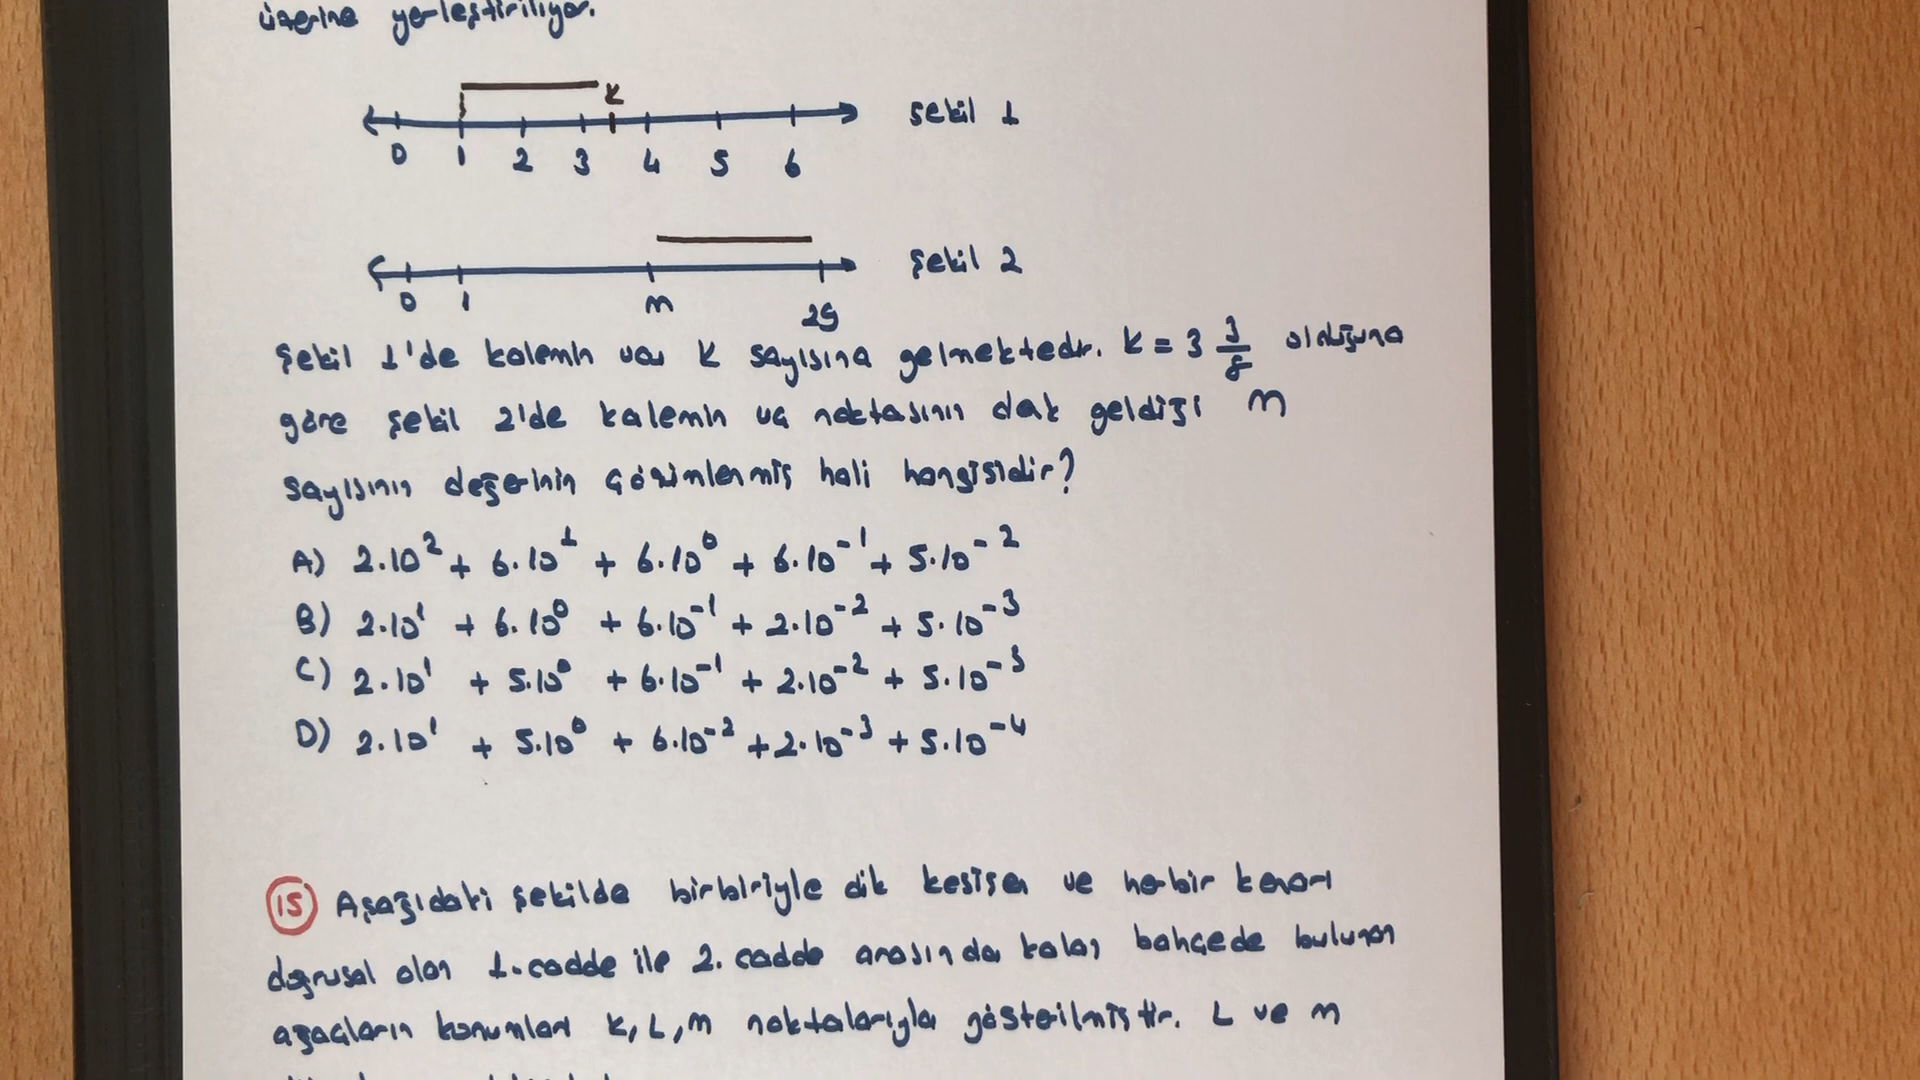 üzerine yerleştiriliyor.
K
0 1 2 3 4 5 6
Şekil 1
0 1 m 29
Şekil 2
Şekil 1'de kalemin ucu K sayısına gelmektedir. K = 3 3/8 olduğuna
göre şekil 2'de kalemin uç noktasının denk geldiği m
sayısının değerinin çözümlenmiş hali hangisidir?
A) 2.10² + 6.10¹ + 6.10⁰ + 6.10⁻¹ + 5.10⁻²
B) 2.10¹ + 6.10⁰ + 6.10⁻¹ + 2.10⁻² + 5.10⁻³
C) 2.10¹ + 5.10⁰ + 6.10⁻¹ + 2.10⁻² + 5.10⁻³
D) 2.10¹ + 5.10⁰ + 6.10⁻² + 2.10⁻³ + 5.10⁻⁴
15 Aşağıdaki şekilde birbiriyle dik kesişen ve her bir kenarı
doğrusal olan 1. cadde ile 2. cadde arasında kalan bahçede bulunan
ağaçların konumları K, L, M noktalarıyla gösterilmiştir. L ve M